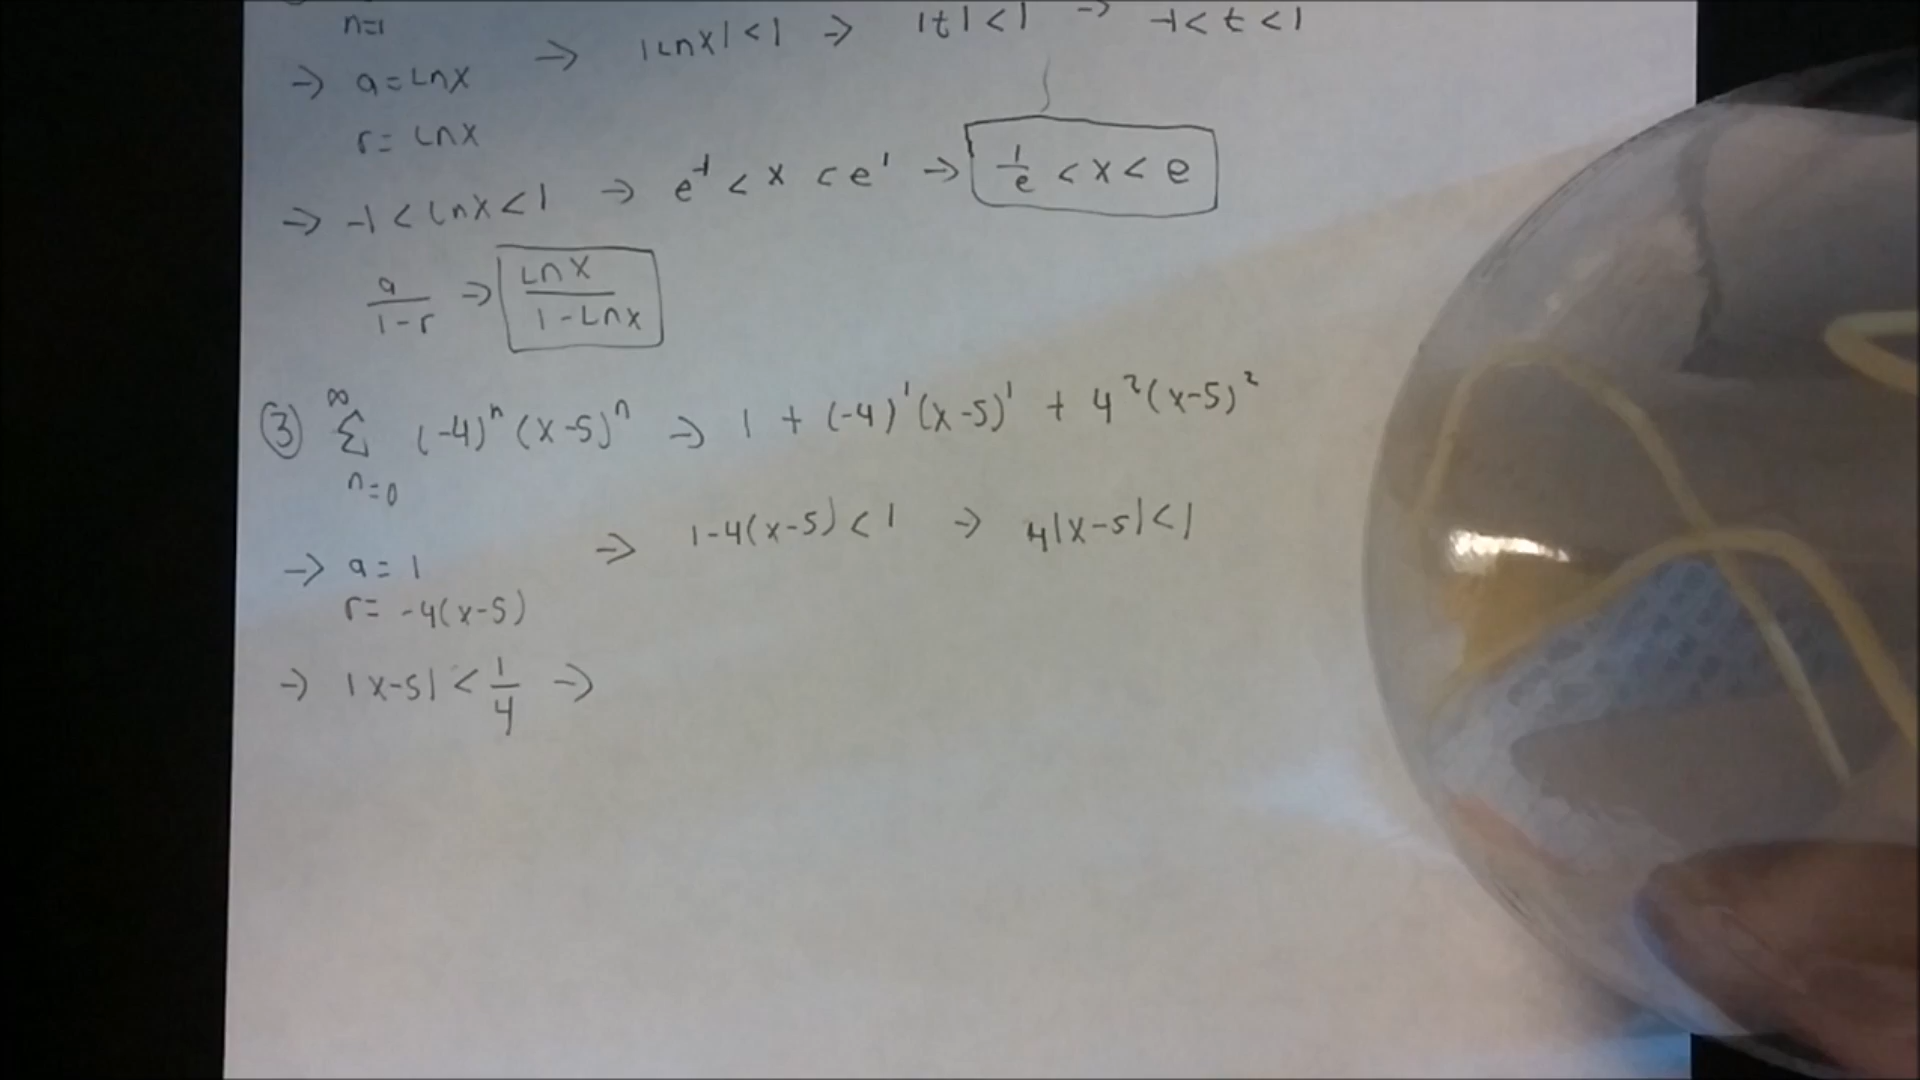 n=1
→ a = Ln x → |Ln x| < 1 → |t| < 1 → -1 < t < 1
r = Ln x
→ -1 < Ln x < 1 → e^-1 < x < e^1 → 1/e < x < e
a/(1-r) → Ln x/(1-Ln x)
③ ∞ Σ n=0 (-4)^n (x-5)^n → 1 + (-4)^1 (x-5)^1 + 4^2 (x-5)^2
→ a = 1 → |-4(x-5)| < 1 → 4|x-5| < 1
r = -4(x-5)
→ |x-5| < 1/4 →